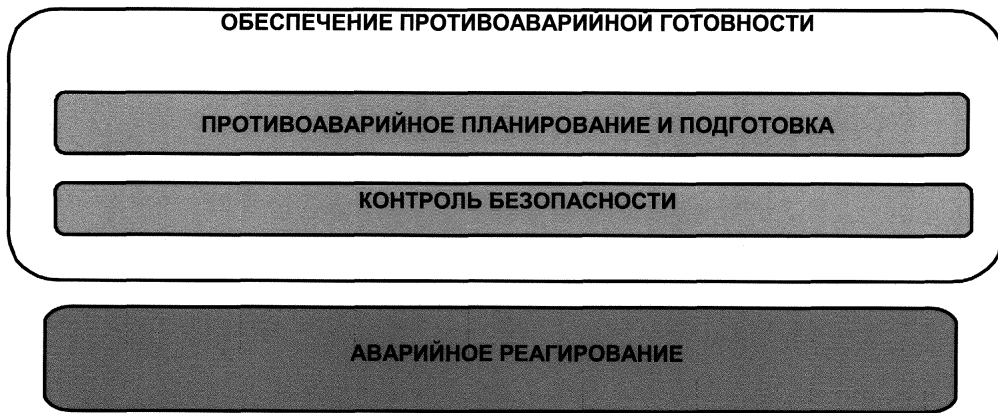 ОБЕСПЕЧЕНИЕ ПРОТИВОАВАРИЙНОЙ ГОТОВНОСТИ
ПРОТИВОАВАРИЙНОЕ ПЛАНИРОВАНИЕ И ПОДГОТОВКА
КОНТРОЛЬ БЕЗОПАСНОСТИ
АВАРИЙНОЕ РЕАГИРОВАНИЕ